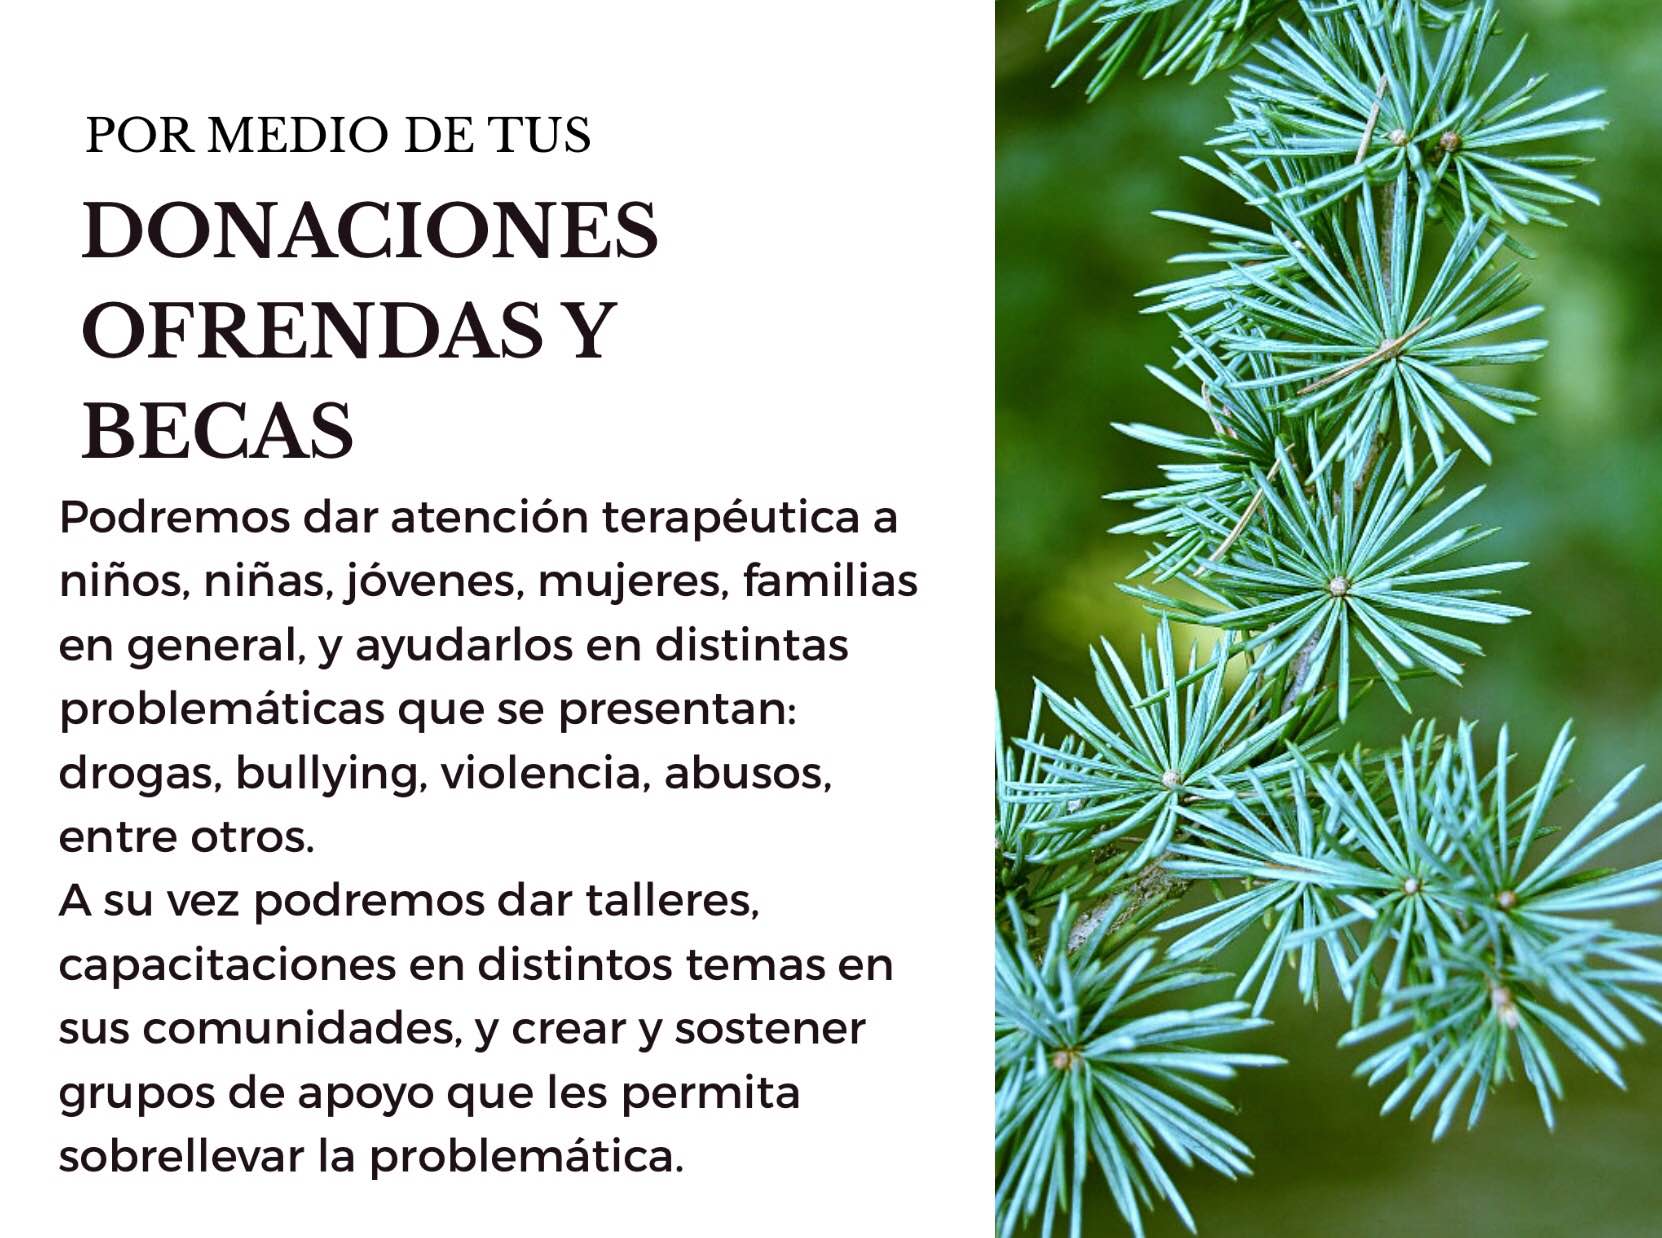 POR MEDIO DE TUS
DONACIONES
OFRENDAS Y
BECAS
Podremos dar atención terapéutica a
niños, niñas, jóvenes, mujeres, familias
en general, y ayudarlos en distintas
problemáticas que se presentan:
drogas, bullying, violencia, abusos,
entre otros.
A su vez podremos dar talleres,
capacitaciones en distintos temas en
sus comunidades, y crear y sostener
grupos de apoyo que les permita
sobrellevar la problemática.